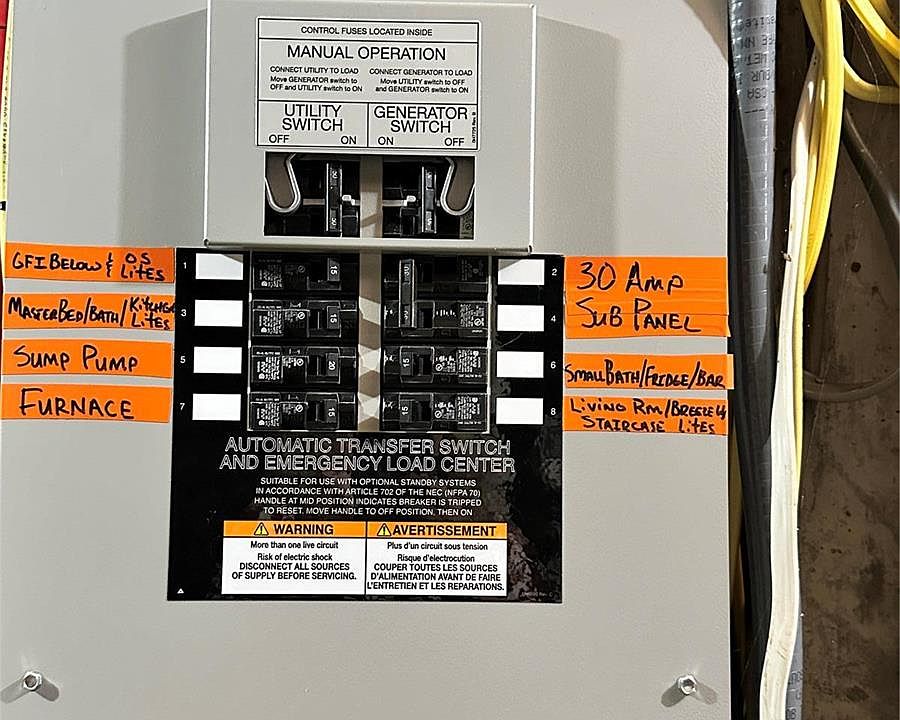 CONTROL FUSES LOCATED INSIDE
MANUAL OPERATION
CONNECT UTILITY TO LOAD
Move GENERATOR switch to
OFF and UTILITY switch to ON
CONNECT GENERATOR TO LOAD
Move UTILITY switch to OFF
and GENERATOR switch to ON
UTILITY
SWITCH
OFF ON
GENERATOR
SWITCH
ON OFF
GFI BELOW & OS
LITES
1
MASTERBED/BATH/KITCHEN
LITES
3
SUMP PUMP
5
FURNACE
7
2
30 AMP
SUB PANEL
4
6
SMALLBATH/FRIDGE/BAR
8
LIVING RM/BREEZEWY
STAIRCASE LITES
15
15
20
15
30
15
15
AUTOMATIC TRANSFER SWITCH
AND EMERGENCY LOAD CENTER
SUITABLE FOR USE WITH OPTIONAL STANDBY SYSTEMS
IN ACCORDANCE WITH ARTICLE 702 OF THE NEC (NFPA 70)
HANDLE AT MID POSITION INDICATES BREAKER IS TRIPPED
TO RESET, MOVE HANDLE TO OFF POSITION, THEN ON
WARNING
More than one live circuit
Risk of electric shock
DISCONNECT ALL SOURCES
OF SUPPLY BEFORE SERVICING.
AVERTISSEMENT
Plus d'un circuit sous tension
Risque d'electrocution
COUPER TOUTES LES SOURCES
D'ALIMENTATION AVANT DE FAIRE
L'ENTRETIEN ET LES REPARATIONS.